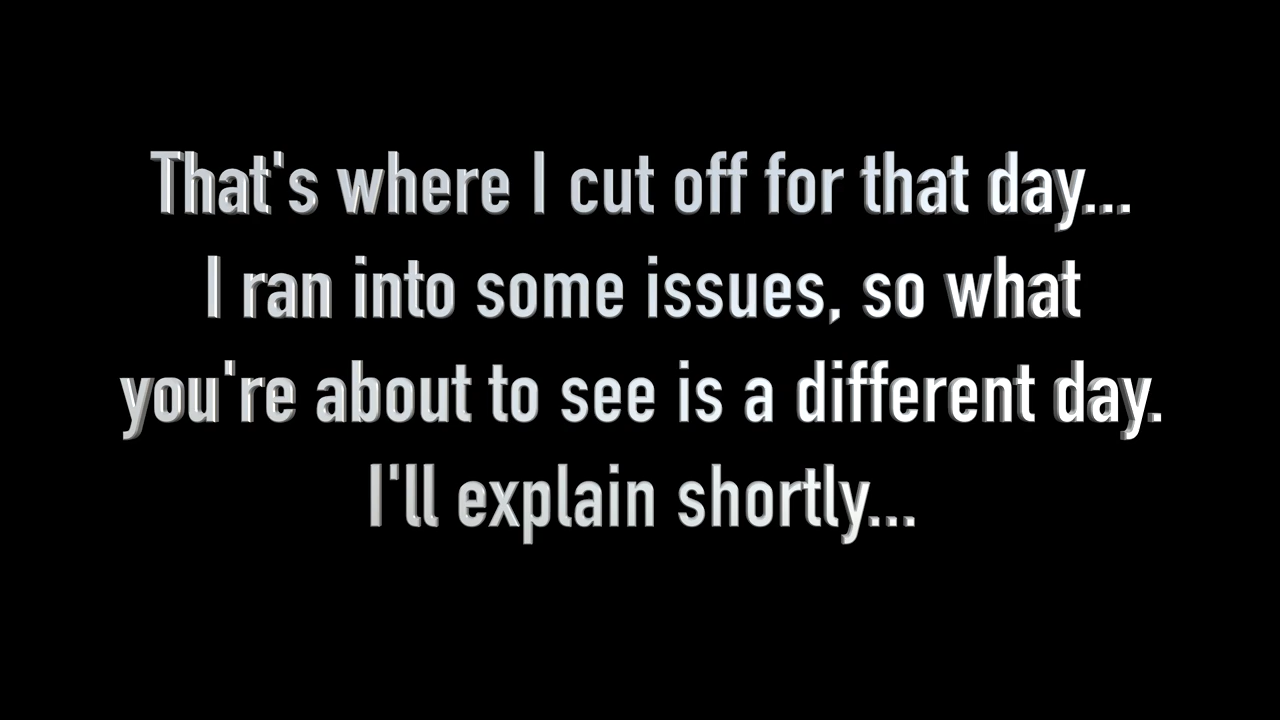 That's where I cut off for that day...
I ran into some issues, so what
you're about to see is a different day.
I'll explain shortly...